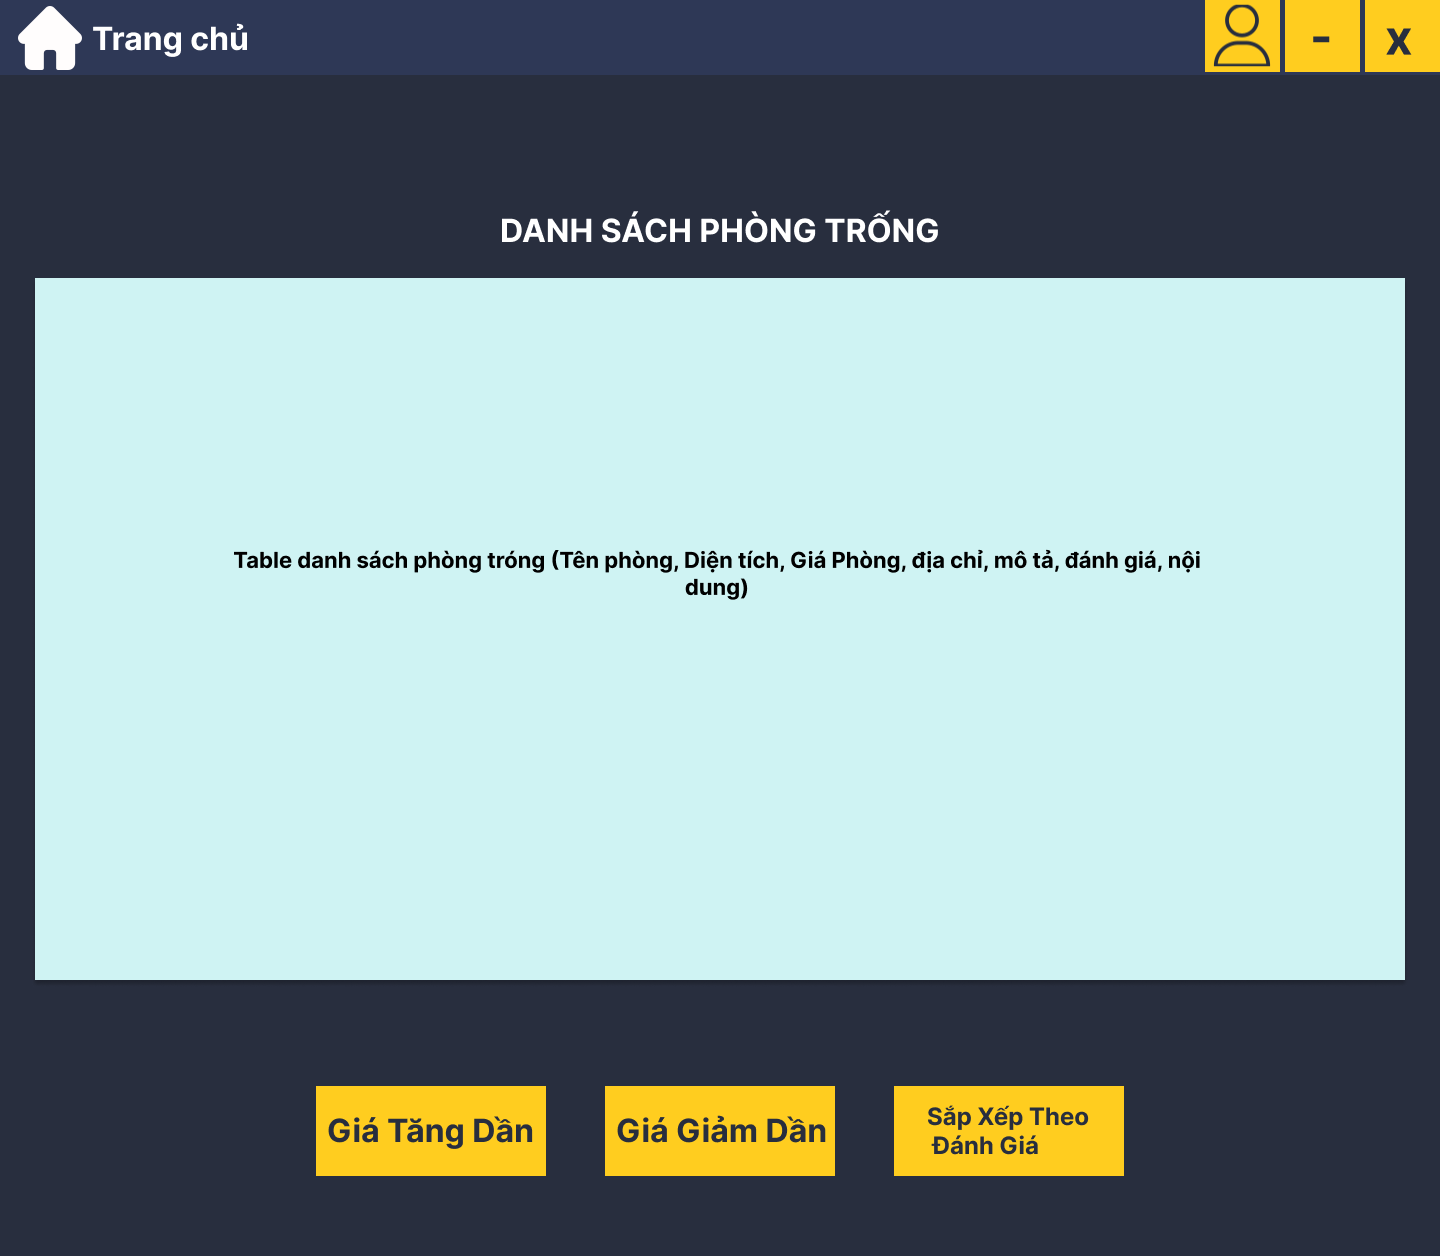 Trang chủ
-
x
DANH SÁCH PHÒNG TRỐNG
Table danh sách phòng tróng (Tên phòng, Diện tích, Giá Phòng, địa chỉ, mô tả, đánh giá, nội
dung)
Giá Tăng Dần
Giá Giảm Dần
Sắp Xếp Theo
Đánh Giá